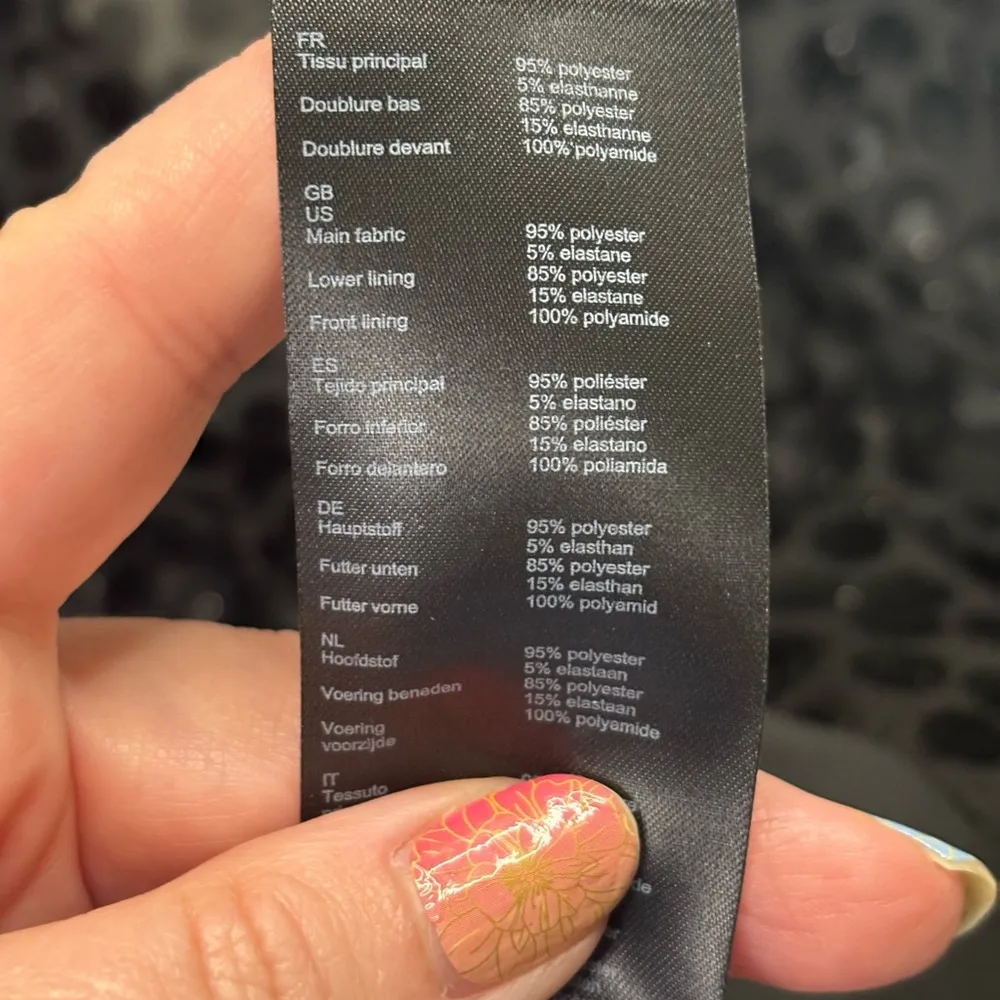 FR
Tissu principal 95% polyester
5% elasthanne
Doublure bas 85% polyester
15% elasthanne
Doublure devant 100% polyamide
GB
US
Main fabric 95% polyester
5% elastane
Lower lining 85% polyester
15% elastane
Front lining 100% polyamide
ES
Tejido principal 95% poliéster
5% elastano
Forro inferior 85% poliéster
15% elastano
Forro delantero 100% poliamida
DE
Hauptstoff 95% polyester
5% elasthan
Futter unten 85% polyester
15% elasthan
Futter vorne 100% polyamid
NL
Hoofdstof 95% polyester
5% elastaan
Voering beneden 85% polyester
15% elastaan
Voering 100% polyamide
voorzijde
IT
Tessuto